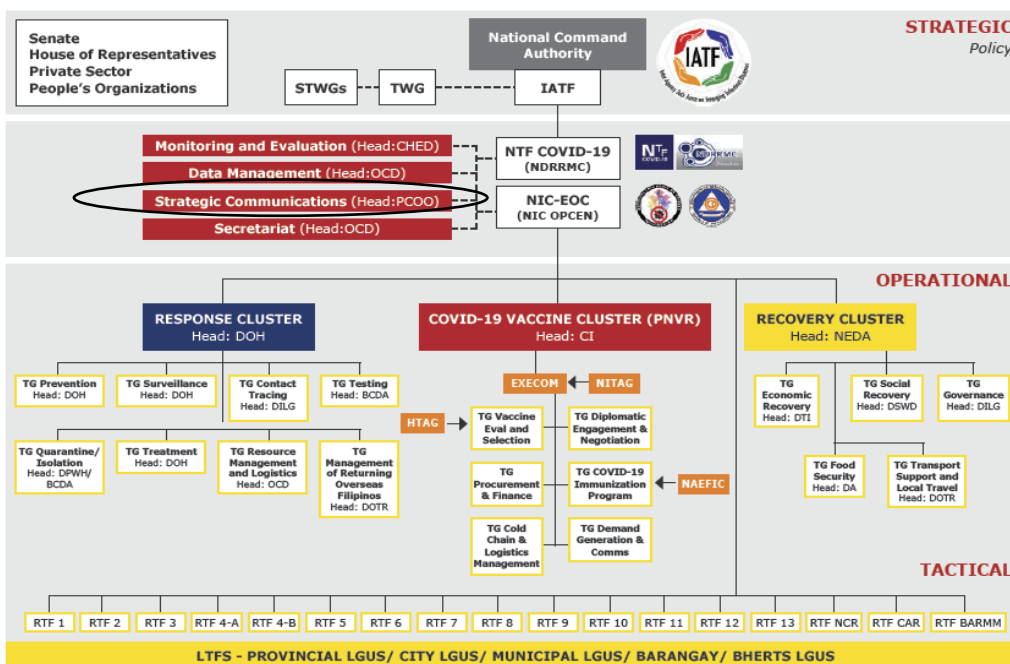 Senate
House of Representatives
Private Sector
People's Organizations
National Command
Authority
STRATEGIC
Policy
STWGs
TWG
IATF
IATF
Monitoring and Evaluation (Head:CHED)
Data Management (Head:OCD)
Strategic Communications (Head:PCOO)
Secretariat (Head:OCD)
NTF COVID-19
(NDRRMC)
NIC-EOC
(NIC OPCEN)
NTF
COVID-19
NDRRMC
OPERATIONAL
RESPONSE CLUSTER
Head: DOH
COVID-19 VACCINE CLUSTER (PNVR)
Head: CI
RECOVERY CLUSTER
Head: NEDA
TG Prevention
Head: DOH
TG Surveillance
Head: DOH
TG Contact
Tracing
Head: DILG
TG Testing
Head: BCDA
TG Quarantine/
Isolation
Head: DPWH/
BCDA
TG Treatment
Head: DOH
TG Resource
Management
and Logistics
Head: OCD
TG
Management
of Returning
Overseas
Filipinos
Head: DOTR
EXECOM
NITAG
HTAG
TG Vaccine
Eval and
Selection
TG Diplomatic
Engagement &
Negotiation
TG
Procurement
& Finance
TG COVID-19
Immunization
Program
NAEFIC
TG Cold
Chain &
Logistics
Management
TG Demand
Generation &
Comms
TG
Economic
Recovery
Head: DTI
TG Social
Recovery
Head: DSWD
TG
Governance
Head: DILG
TG Food
Security
Head: DA
TG Transport
Support and
Local Travel
Head: DOTR
TACTICAL
RTF 1
RTF 2
RTF 3
RTF 4-A
RTF 4-B
RTF 5
RTF 6
RTF 7
RTF 8
RTF 9
RTF 10
RTF 11
RTF 12
RTF 13
RTF NCR
RTF CAR
RTF BARMM
LTFS - PROVINCIAL LGUS/ CITY LGUS/ MUNICIPAL LGUS/ BARANGAY/ BHERTS LGUS